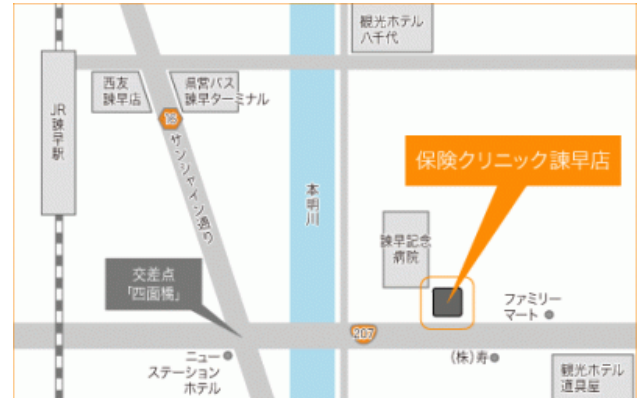 観光ホテル
八千代
西友
諫早店
県営バス
諫早ターミナル
JR
諫早駅
サンシャイン通り
保険クリニック諫早店
本明川
諫早記念
病院
交差点
「四面橋」
ファミリー
マート
207
ニュー
ステーション
ホテル
(株)寿
観光ホテル
道具屋